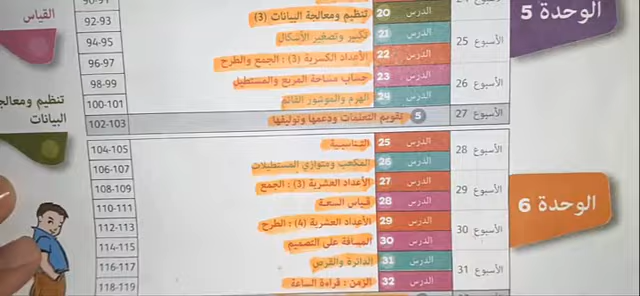 الوحدة 5
الدرس 20 تنظيم ومعالجة البيانات (3) 92-93
الأسبوع 25 الدرس 21 تكبير وتصغير الأشكال 94-95
الدرس 22 الأعداد الكسرية (3) : الجمع والطرح 96-97
الأسبوع 26 الدرس 23 حساب مساحة المربع والمستطيل 98-99
الدرس 24 الهرم والموشور القائم 100-101
الأسبوع 27 5 تقويم التعلمات ودعمها وتوليفها 102-103
الوحدة 6
الأسبوع 28 الدرس 25 التناسبية 104-105
الدرس 26 المكعب ومتوازي المستطيلات 106-107
الأسبوع 29 الدرس 27 الأعداد العشرية (3) : الجمع 108-109
الدرس 28 قياس السعة 110-111
الأسبوع 30 الدرس 29 الأعداد العشرية (4) : الطرح 112-113
الدرس 30 المسافة على التصميم 114-115
الأسبوع 31 الدرس 31 الدائرة والقرص 116-117
الدرس 32 الزمن : قراءة الساعة 118-119
القياس
تنظيم
البيانات